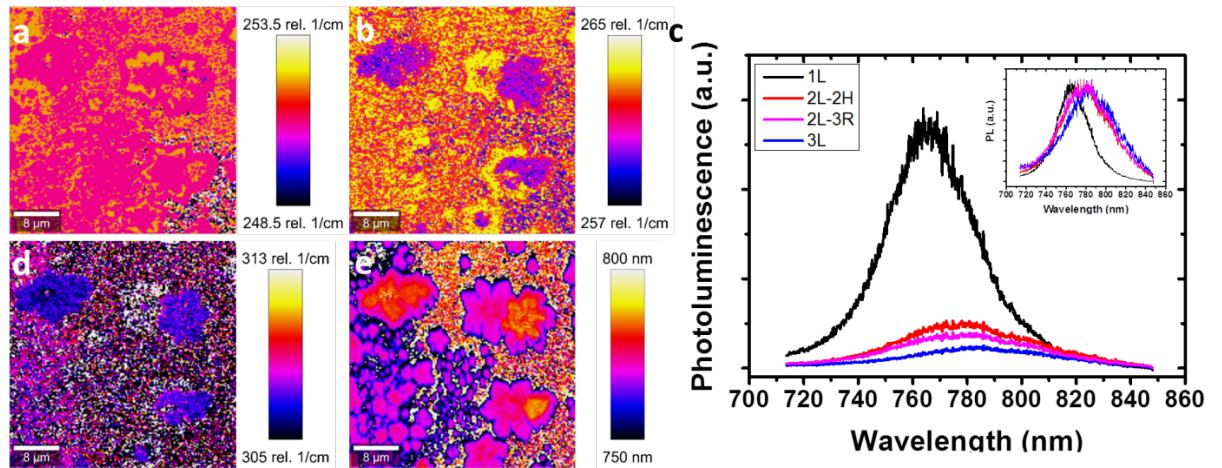 a
253.5 rel. 1/cm
248.5 rel. 1/cm
8 µm
b
265 rel. 1/cm
257 rel. 1/cm
8 µm
c
Photoluminescence (a.u.)
1L
2L-2H
2L-3R
3L
PL (a.u.)
700 720 740 760 780 800 820 840 860
Wavelength (nm)
700 720 740 760 780 800 820 840 860
Wavelength (nm)
d
313 rel. 1/cm
305 rel. 1/cm
8 µm
e
800 nm
750 nm
8 µm